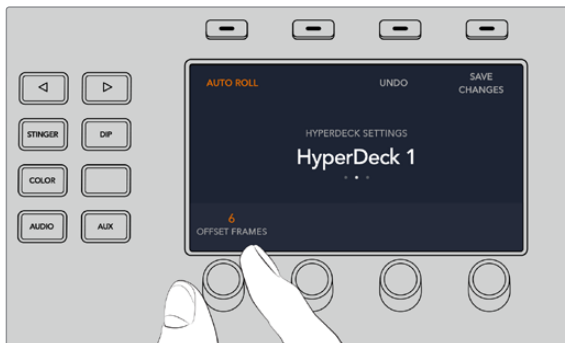 AUTO ROLL
UNDO
SAVE
CHANGES
STINGER
DIP
HYPERDECK SETTINGS
HyperDeck 1
COLOR
AUDIO
AUX
6
OFFSET FRAMES